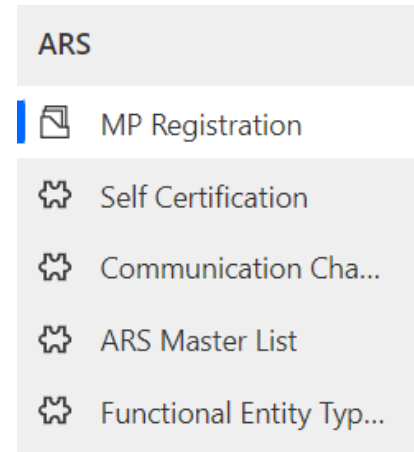 ARS
MP Registration
Self Certification
Communication Cha...
ARS Master List
Functional Entity Typ...